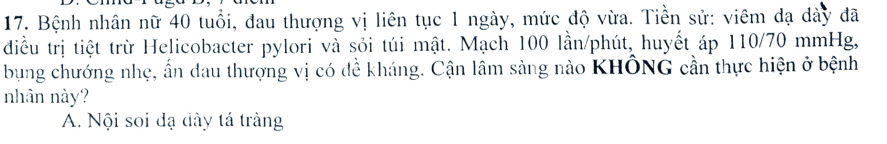 17. Bệnh nhân nữ 40 tuổi, đau thượng vị liên tục 1 ngày, mức độ vừa. Tiền sử: viêm dạ dày đã
điều trị tiệt trừ Helicobacter pylori và sỏi túi mật. Mạch 100 lần/phút, huyết áp 110/70 mmHg,
bụng chướng nhẹ, ấn đau thượng vị có đề kháng. Cận lâm sàng nào KHÔNG cần thực hiện ở bệnh
nhân này?
A. Nội soi dạ dày tá tràng